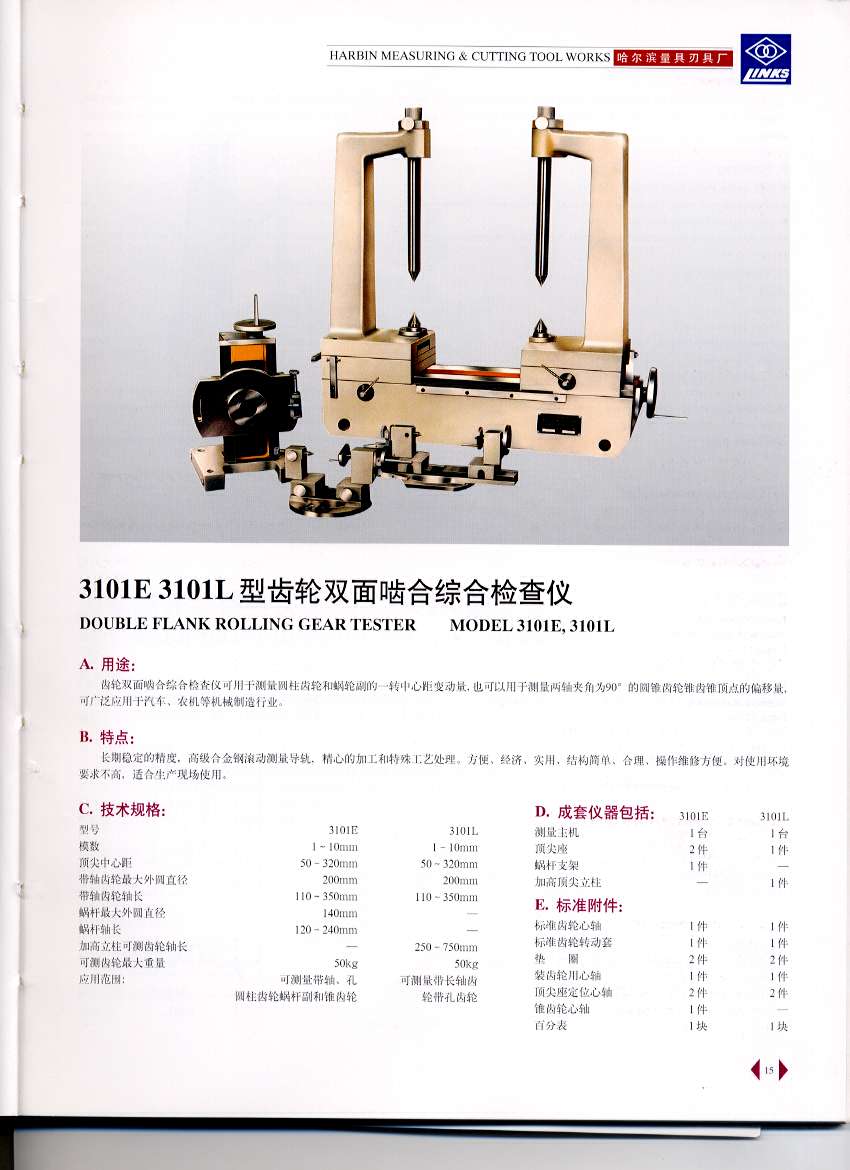 HARBIN MEASURING & CUTTING TOOL WORKS 哈尔滨量具刃具厂
LINKS
3101E 3101L 型齿轮双面啮合综合检查仪
DOUBLE FLANK ROLLING GEAR TESTER MODEL 3101E, 3101L
A. 用途:
齿轮双面啮合综合检查仪可用于测量圆柱齿轮和蜗轮副的一转中心距变动量,也可以用于测量两轴夹角为90°的圆锥齿轮锥齿锥顶点的偏移量,
可广泛应用于汽车、农机等机械制造行业。
B. 特点:
长期稳定的精度,高级合金钢滚动测量导轨,精心的加工和特殊工艺处理。方便、经济、实用、结构简单、合理、操作维修方便。对使用环境
要求不高,适合生产现场使用。
C. 技术规格:
型号 3101E 3101L
模数 1~10mm 1~10mm
顶尖中心距 50~320mm 50~320mm
带轴齿轮最大外圆直径 200mm 200mm
带轴齿轮轴长 110~350mm 110~350mm
蜗杆最大外圆直径 140mm —
蜗杆轴长 120~240mm —
加高立柱可测齿轮轴长 — 250~750mm
可测齿轮最大重量 50kg 50kg
应用范围: 可测量带轴、孔 可测量带长轴齿
圆柱齿轮蜗杆副和锥齿轮 轮带孔齿轮
D. 成套仪器包括: 3101E 3101L
测量主机 1台 1台
顶尖座 2件 1件
蜗杆支架 1件 —
加高顶尖立柱 — 1件
E. 标准附件:
标准齿轮心轴 1件 1件
标准齿轮转动套 1件 1件
垫 圈 2件 2件
装齿轮用心轴 1件 1件
顶尖座定位心轴 2件 2件
锥齿轮心轴 1件 —
百分表 1块 1块
15